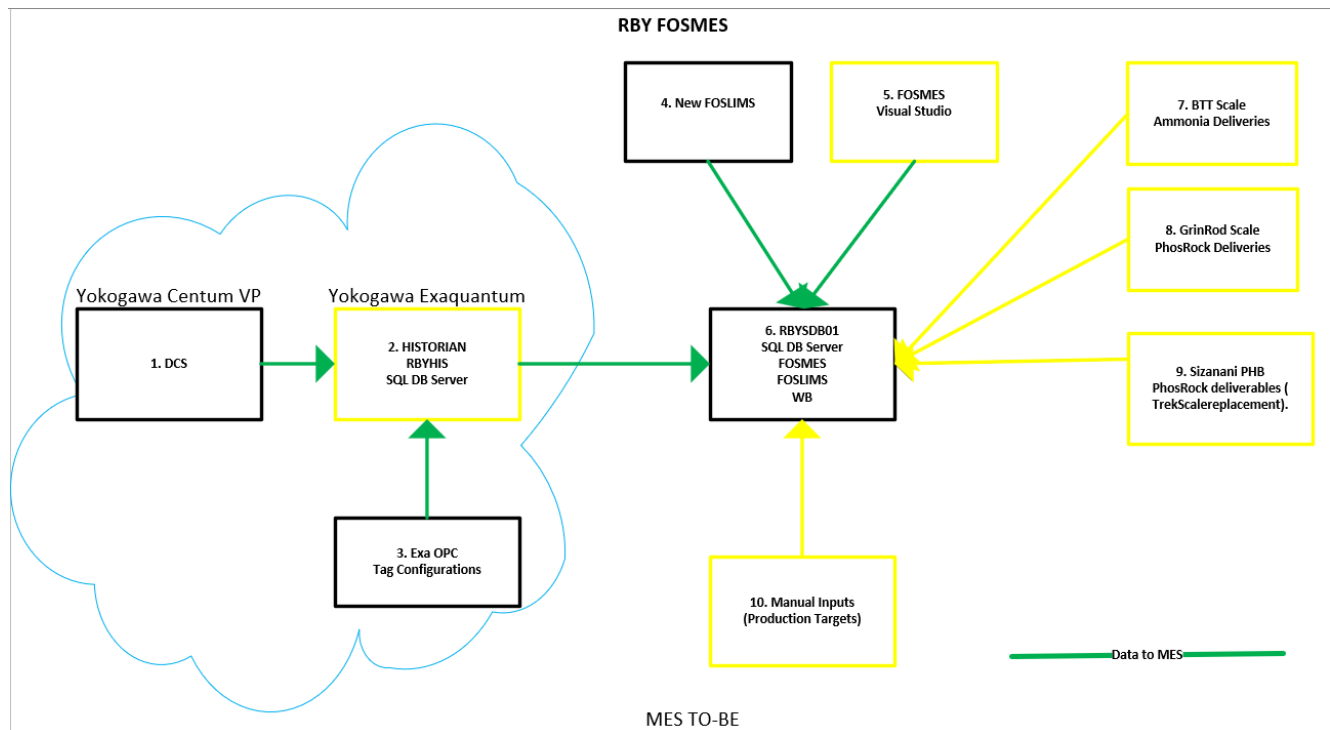 RBY FOSMES
4. New FOSLIMS
5. FOSMES
Visual Studio
7. BTT Scale
Ammonia Deliveries
8. GrinRod Scale
PhosRock Deliveries
Yokogawa Centum VP
Yokogawa Exaquantum
1. DCS
2. HISTORIAN
RBYHIS
SQL DB Server
6. RBYSDB01
SQL DB Server
FOSMES
FOSLIMS
WB
9. Sizanani PHB
PhosRock deliverables (
TrekScalereplacement).
3. Exa OPC
Tag Configurations
10. Manual Inputs
(Production Targets)
Data to MES
MES TO-BE